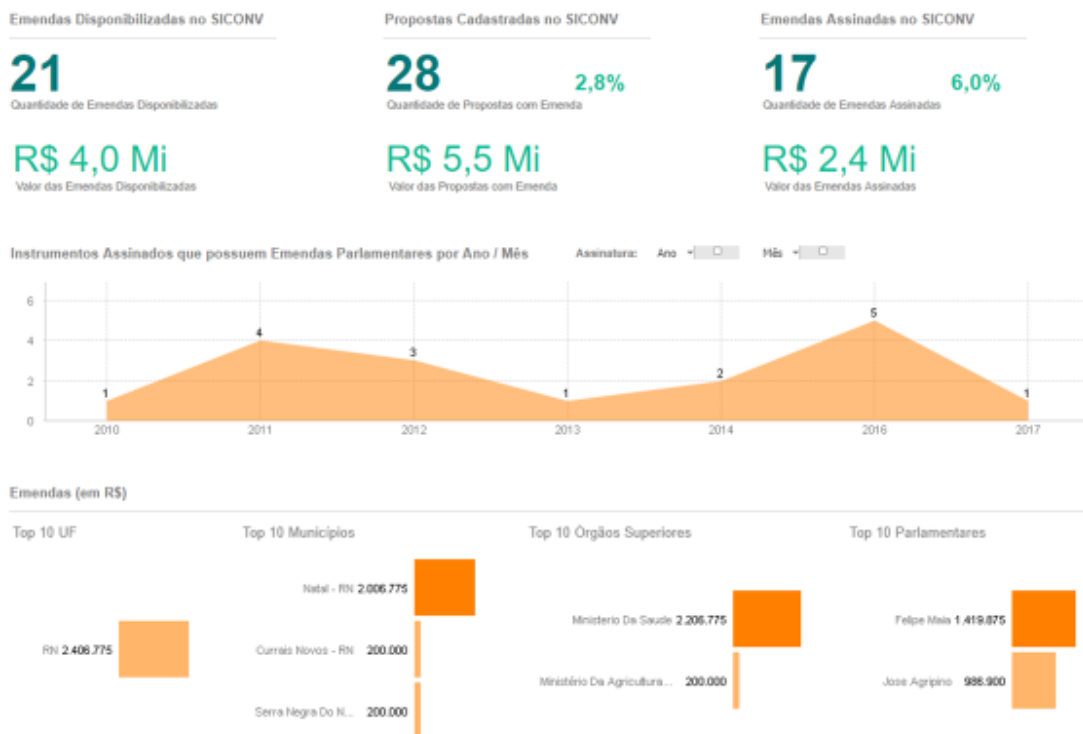 Emendas Disponibilizadas no SICONV
Propostas Cadastradas no SICONV
Emendas Assinadas no SICONV
21
28
2,8%
17
6,0%
Quantidade de Emendas Disponibilizadas
Quantidade de Propostas com Emenda
Quantidade de Emendas Assinadas
R$ 4,0 Mi
R$ 5,5 Mi
R$ 2,4 Mi
Valor das Emendas Disponibilizadas
Valor das Propostas com Emenda
Valor das Emendas Assinadas
Instrumentos Assinados que possuem Emendas Parlamentares por Ano / Mês
Assinatura: Ano Mês
6
4
2
0
1
4
3
1
2
5
1
2010 2011 2012 2013 2014 2016 2017
Emendas (em R$)
Top 10 UF
Top 10 Municípios
Top 10 Órgãos Superiores
Top 10 Parlamentares
RN 2.406.775
Natal - RN 2.006.775
Currais Novos - RN 200.000
Serra Negra Do N... 200.000
Ministerio Da Saude 2.206.775
Ministério Da Agricultura ... 200.000
Felipe Maia 1.419.875
Jose Agripino 986.900